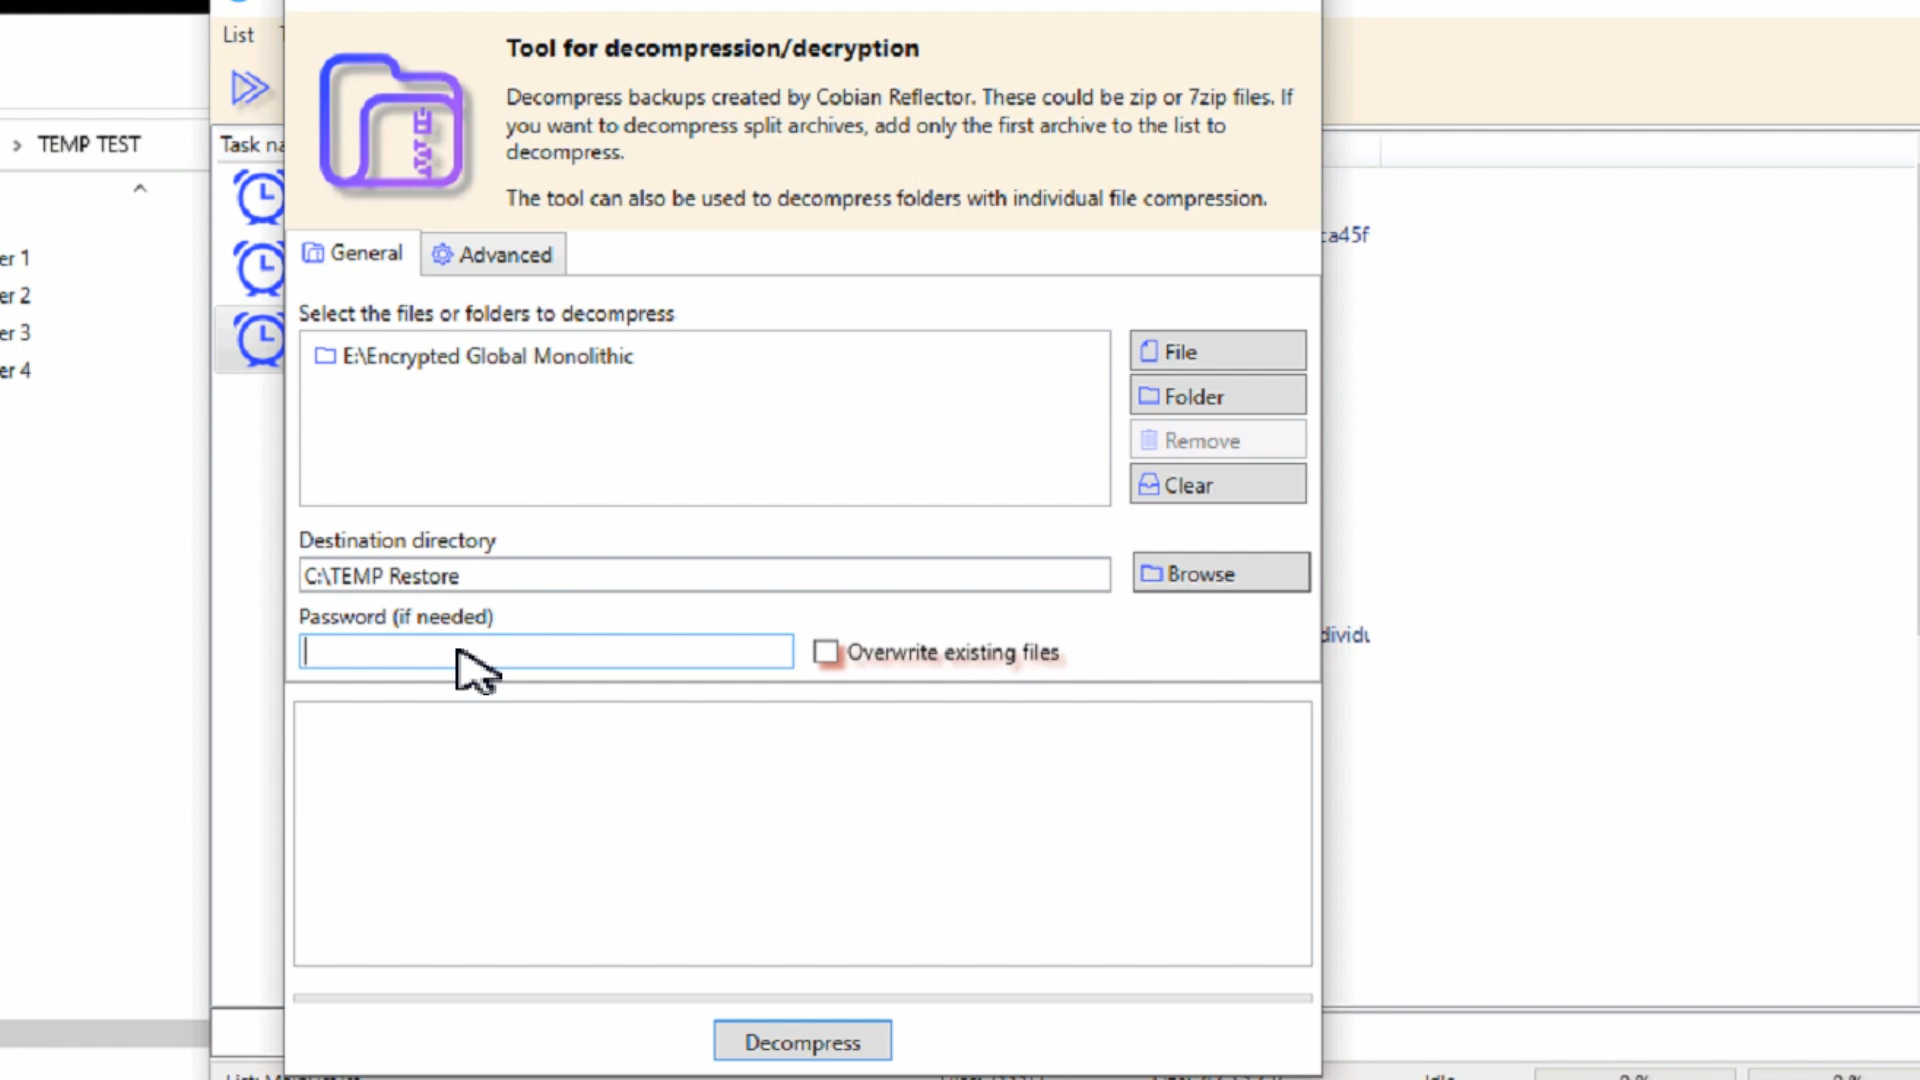 List
Tool for decompression/decryption
Decompress backups created by Cobian Reflector. These could be zip or 7zip files. If
you want to decompress split archives, add only the first archive to the list to
decompress.
The tool can also be used to decompress folders with individual file compression.
> TEMP TEST
Task na
ca45f
er 1
er 2
er 3
er 4
General
Advanced
Select the files or folders to decompress
E:\Encrypted Global Monolithic
File
Folder
Remove
Clear
Destination directory
C:\TEMP Restore
Browse
Password (if needed)
Overwrite existing files
dividu
Decompress